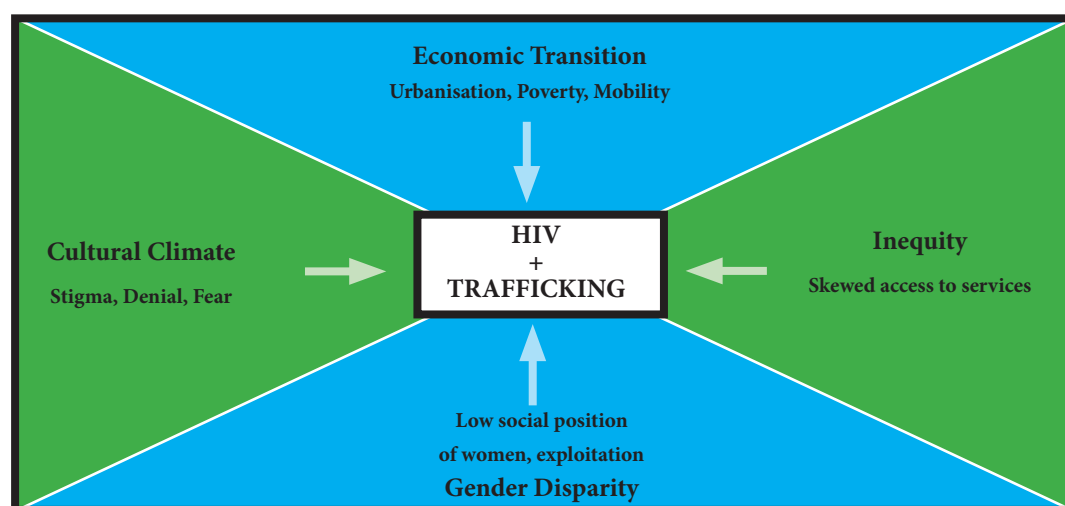 Economic Transition
Urbanisation, Poverty, Mobility
Cultural Climate
Stigma, Denial, Fear
HIV
+
TRAFFICKING
Inequity
Skewed access to services
Low social position
of women, exploitation
Gender Disparity